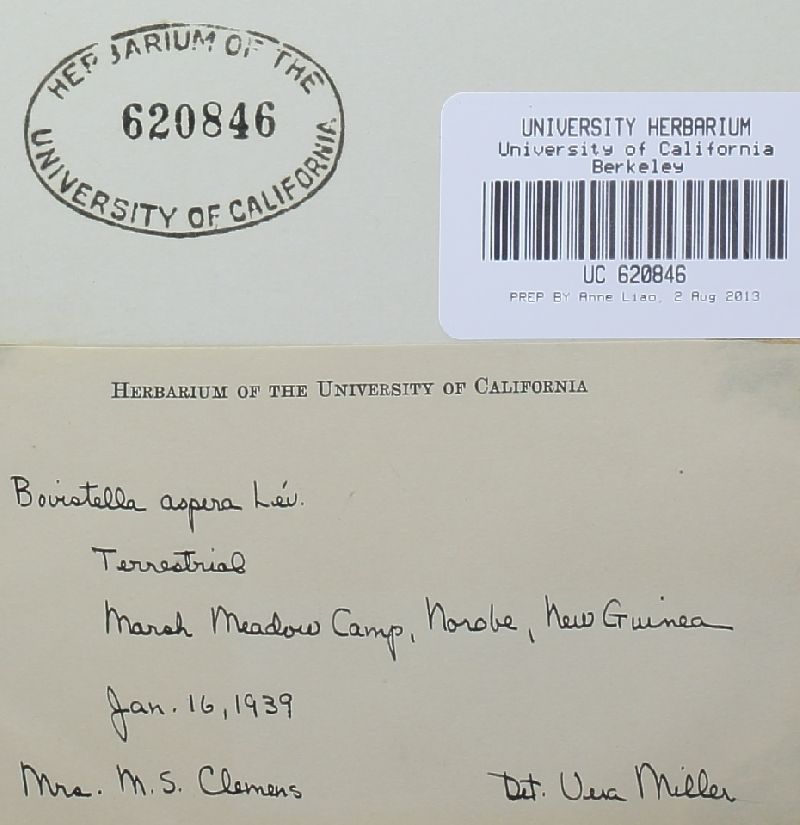 HERBARIUM OF THE
620846
UNIVERSITY OF CALIFORNIA
UNIVERSITY HERBARIUM
University of California
Berkeley
UC 620846
PREP BY Anne Liao, 2 Aug 2013
HERBARIUM OF THE UNIVERSITY OF CALIFORNIA
Bovistella aspera Lév.
Terrestrial
Marsh Meadow Camp, Norobe, New Guinea
Jan. 16, 1939
Mrs. M. S. Clemens
Det. Vera Miller